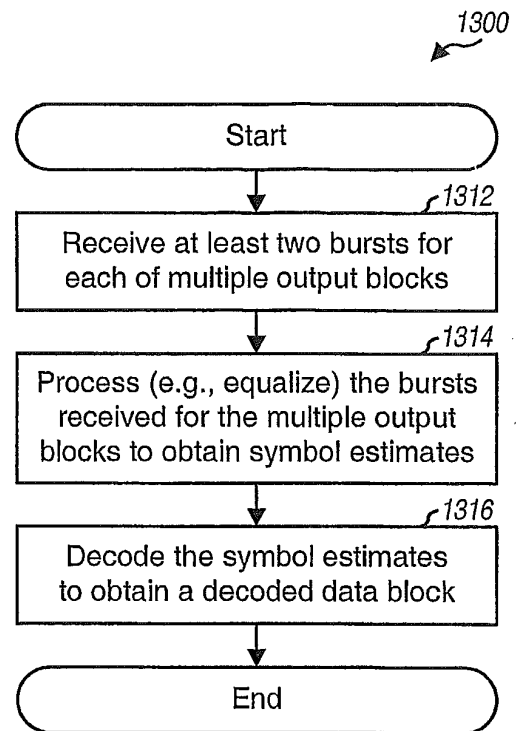 1300
Start
1312
Receive at least two bursts for
each of multiple output blocks
1314
Process (e.g., equalize) the bursts
received for the multiple output
blocks to obtain symbol estimates
1316
Decode the symbol estimates
to obtain a decoded data block
End